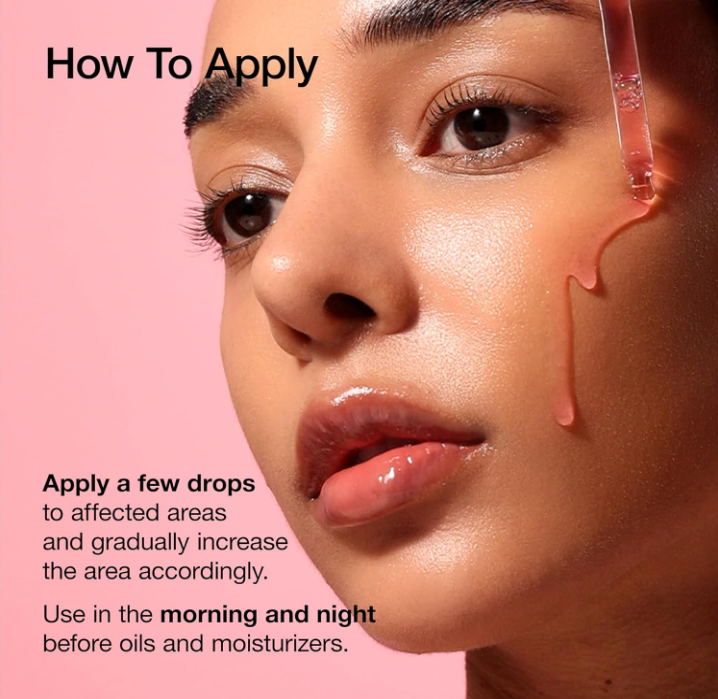 How To Apply
Apply a few drops
to affected areas
and gradually increase
the area accordingly.
Use in the morning and night
before oils and moisturizers.